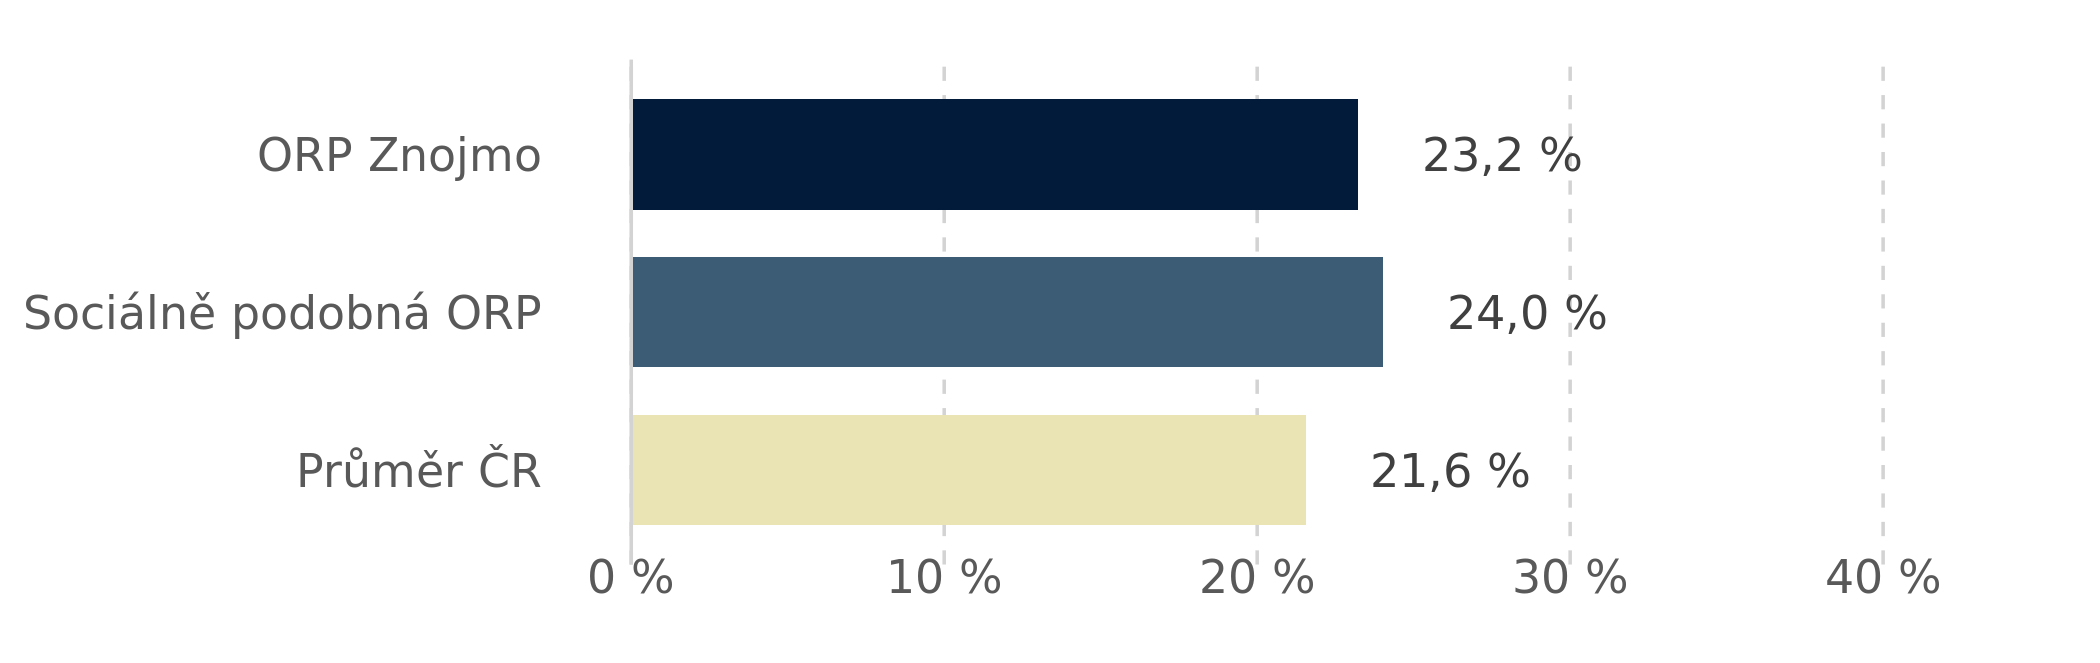 ORP Znojmo 23,2 %
Sociálně podobná ORP 24,0 %
Průměr ČR 21,6 %
0 % 10 % 20 % 30 % 40 %